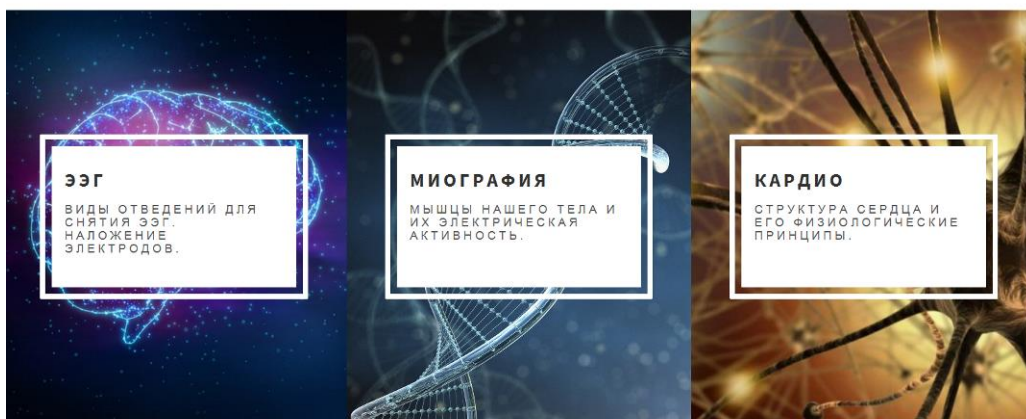 ЭЭГ
ВИДЫ ОТВЕДЕНИЙ ДЛЯ
СНЯТИЯ ЭЭГ.
НАЛОЖЕНИЕ
ЭЛЕКТРОДОВ.
МИОГРАФИЯ
МЫШЦЫ НАШЕГО ТЕЛА И
ИХ ЭЛЕКТРИЧЕСКАЯ
АКТИВНОСТЬ.
КАРДИО
СТРУКТУРА СЕРДЦА И
ЕГО ФИЗИОЛОГИЧЕСКИЕ
ПРИНЦИПЫ.